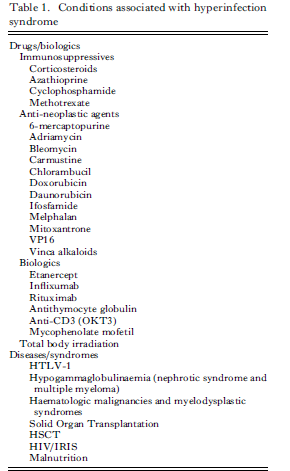 Table 1. Conditions associated with hyperinfection
syndrome
Drugs/biologics
Immunosuppressives
Corticosteroids
Azathioprine
Cyclophosphamide
Methotrexate
Anti-neoplastic agents
6-mercaptopurine
Adriamycin
Bleomycin
Carmustine
Chlorambucil
Doxorubicin
Daunorubicin
Ifosfamide
Melphalan
Mitoxantrone
VP16
Vinca alkaloids
Biologics
Etanercept
Infliximab
Rituximab
Antithymocyte globulin
Anti-CD3 (OKT3)
Mycophenolate mofetil
Total body irradiation
Diseases/syndromes
HTLV-1
Hypogammaglobulinaemia (nephrotic syndrome and
multiple myeloma)
Haematologic malignancies and myelodysplastic
syndromes
Solid Organ Transplantation
HSCT
HIV/IRIS
Malnutrition